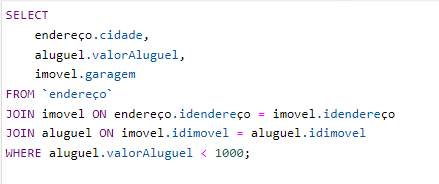 SELECT
endereço.cidade,
aluguel.valorAluguel,
imovel.garagem
FROM `endereço`
JOIN imovel ON endereço.idendereço = imovel.idendereço
JOIN aluguel ON imovel.idimovel = aluguel.idimovel
WHERE aluguel.valorAluguel < 1000;